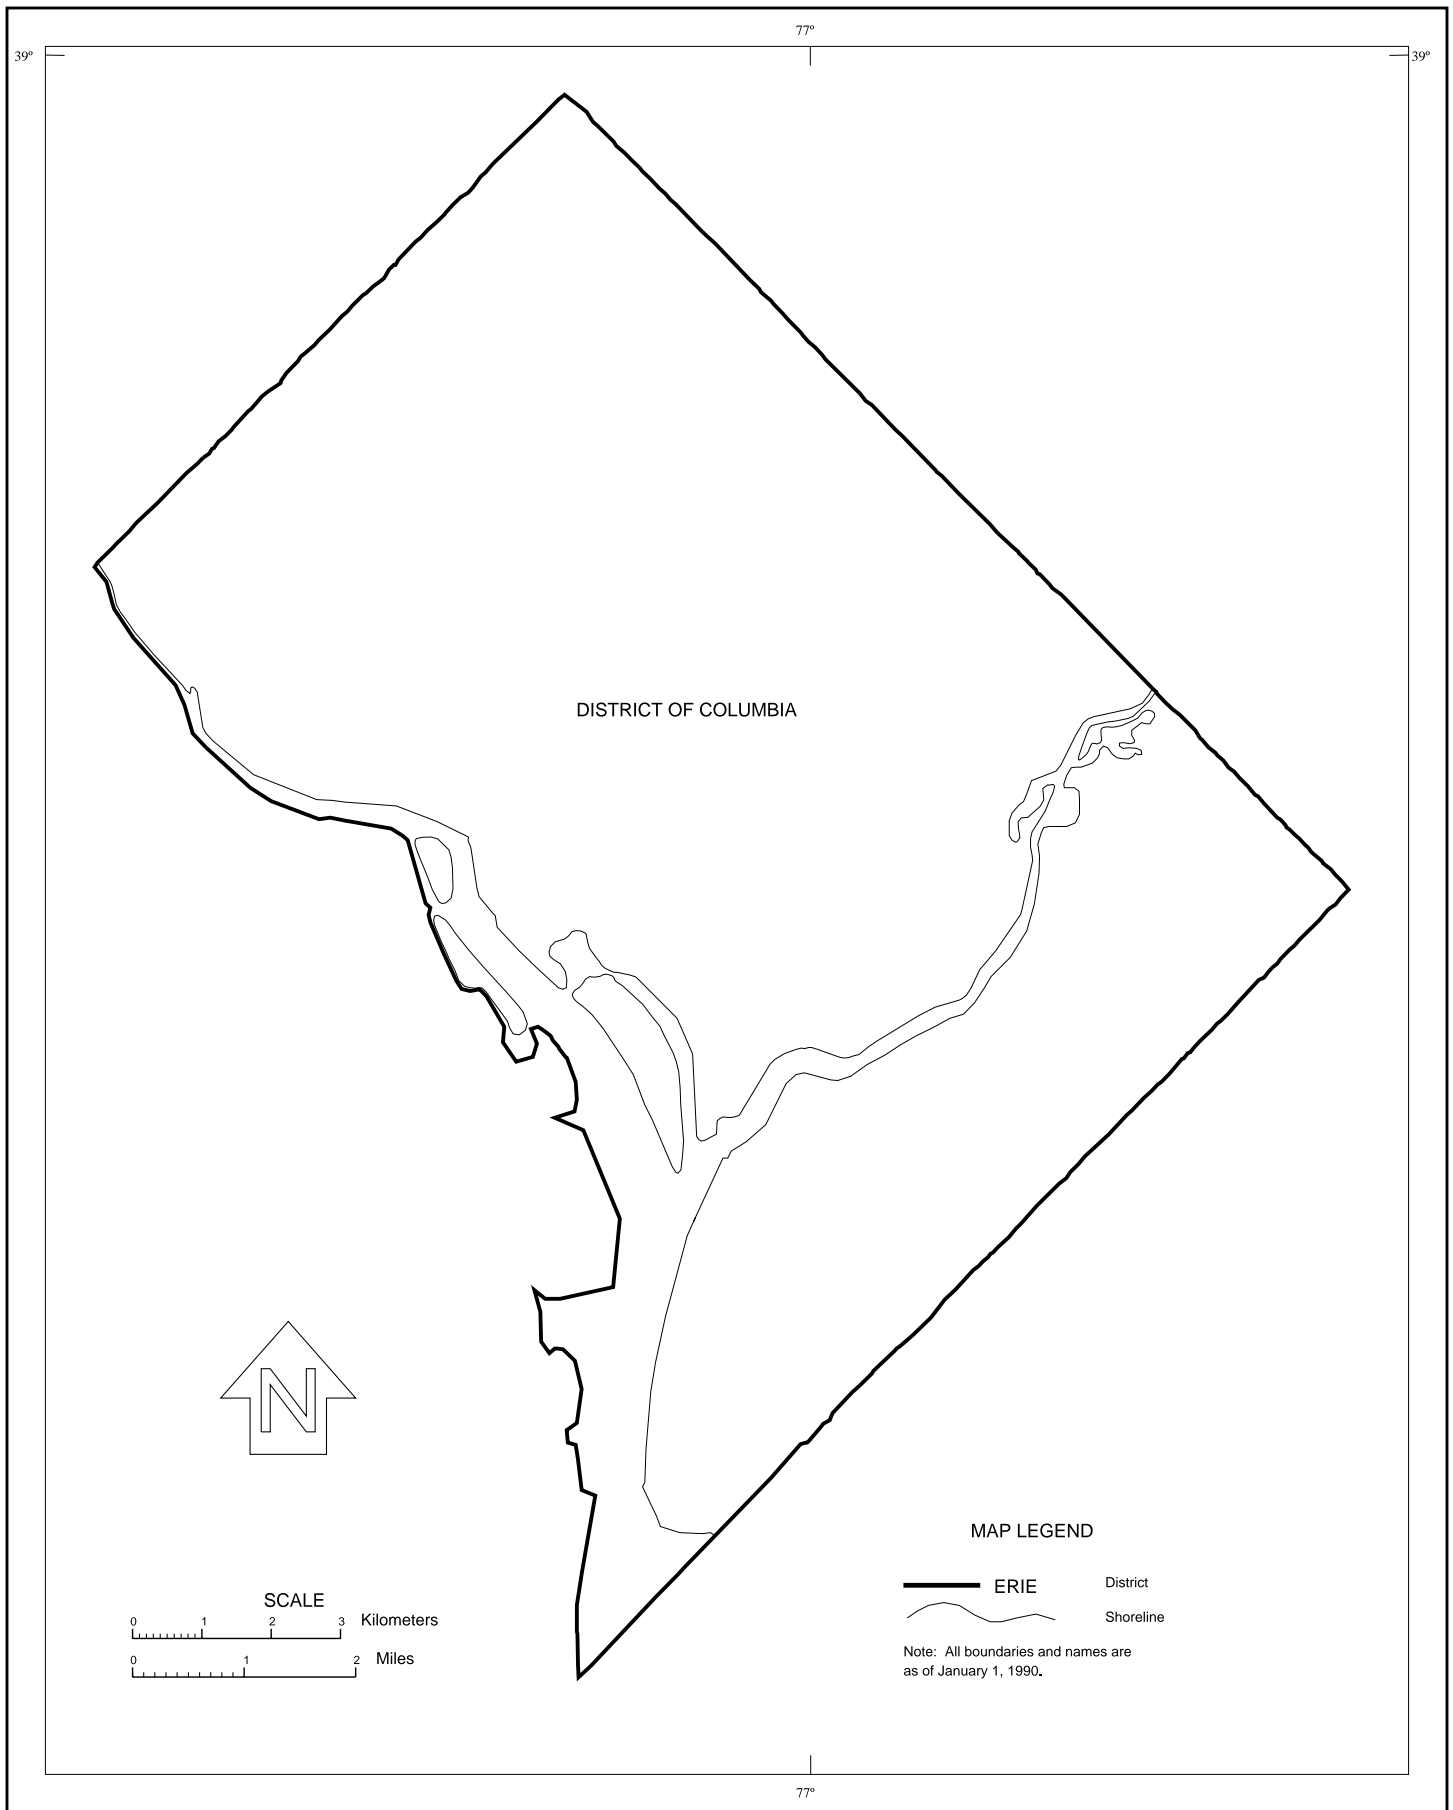 77°
39° 39°
DISTRICT OF COLUMBIA
N
MAP LEGEND
ERIE District
Shoreline
Note: All boundaries and names are
as of January 1, 1990.
SCALE
0 1 2 3 Kilometers
0 1 2 Miles
77°